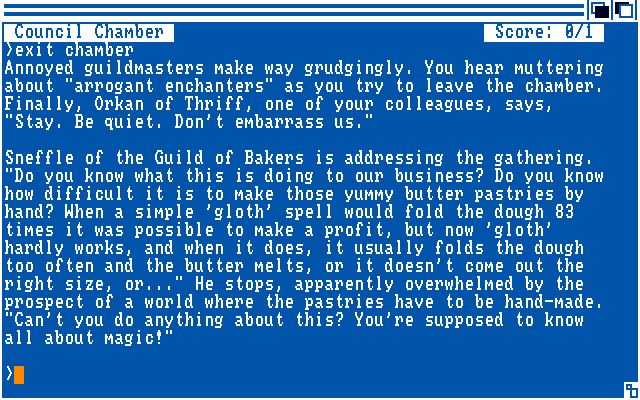 Council Chamber Score: 0/1
>exit chamber
Annoyed guildmasters make way grudgingly. You hear muttering
about "arrogant enchanters" as you try to leave the chamber.
Finally, Orkan of Thriff, one of your colleagues, says,
"Stay. Be quiet. Don't embarrass us."

Sneffle of the Guild of Bakers is addressing the gathering.
"Do you know what this is doing to our business? Do you know
how difficult it is to make those yummy butter pastries by
hand? When a simple 'gloth' spell would fold the dough 83
times it was possible to make a profit, but now 'gloth'
hardly works, and when it does, it usually folds the dough
too often and the butter melts, or it doesn't come out the
right size, or..." He stops, apparently overwhelmed by the
prospect of a world where the pastries have to be hand-made.
"Can't you do anything about this? You're supposed to know
all about magic!"

>